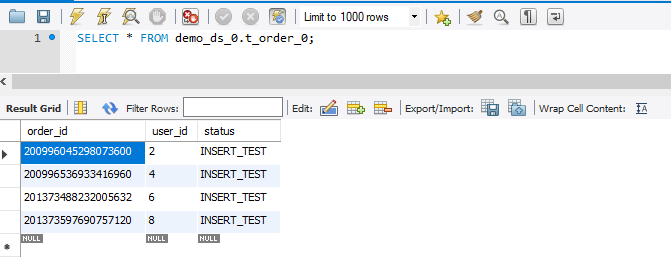 Limit to 1000 rows
1 SELECT * FROM demo_ds_0.t_order_0;
Result Grid Filter Rows: Edit: Export/Import: Wrap Cell Content: IA
order_id user_id status
200996045298073600 2 INSERT_TEST
200996536933416960 4 INSERT_TEST
201373488232005632 6 INSERT_TEST
201373597690757120 8 INSERT_TEST
NULL NULL NULL